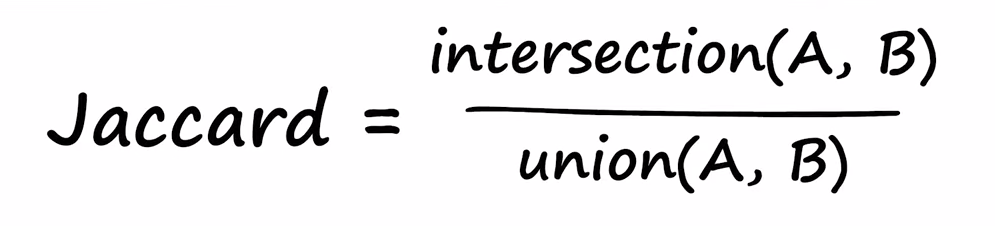 Jaccard = intersection(A, B)
union(A, B)